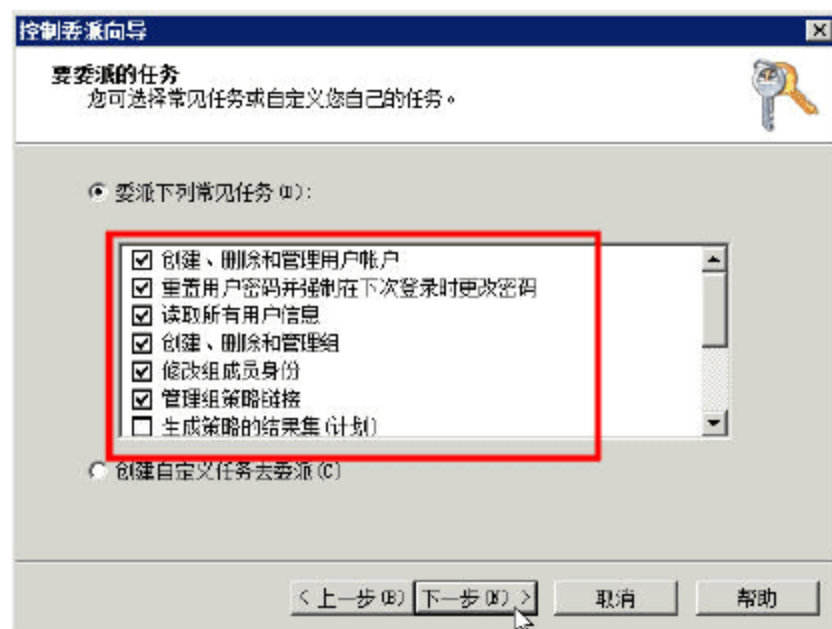 控制委派向导
要委派的任务
您可选择常见任务或自定义您自己的任务。
委派下列常见任务(D):
创建、删除和管理用户帐户
重置用户密码并强制在下次登录时更改密码
读取所有用户信息
创建、删除和管理组
修改组成员身份
管理组策略链接
生成策略的结果集(计划)
创建自定义任务去委派(C)
< 上一步(B) 下一步(N) > 取消 帮助